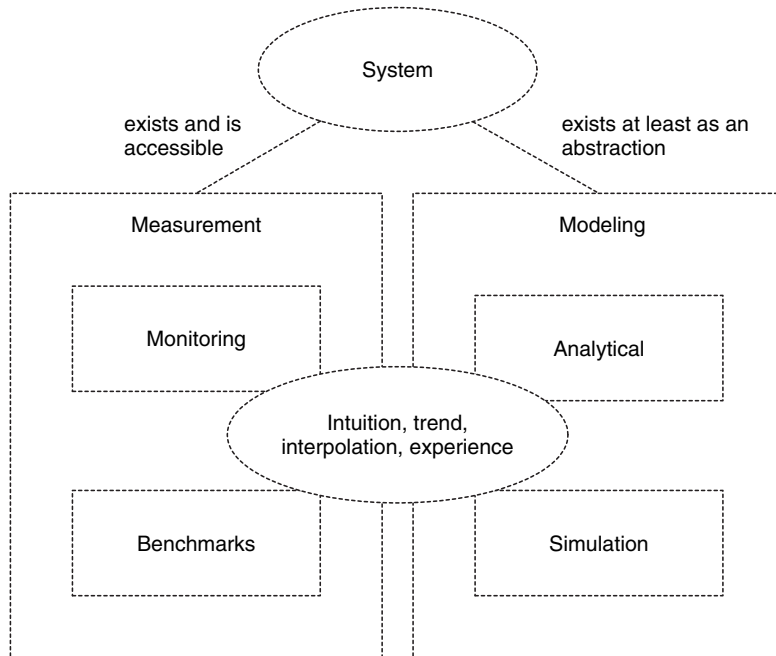 System
exists and is
accessible
exists at least as an
abstraction
Measurement
Modeling
Monitoring
Analytical
Intuition, trend,
interpolation, experience
Benchmarks
Simulation